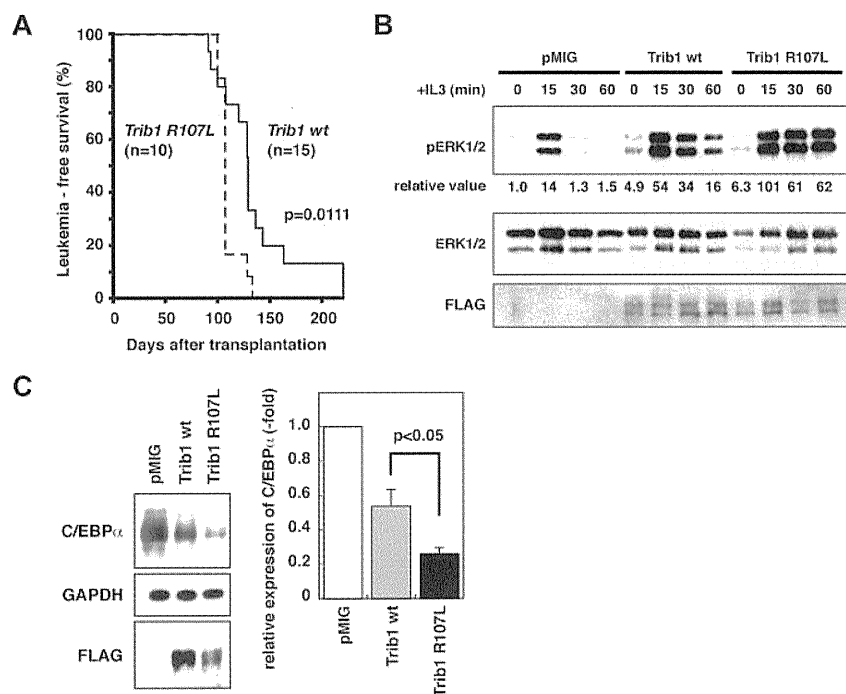 A
Leukemia - free survival (%)
100
80
60
40
20
0
Trib1 R107L
(n=10)
Trib1 wt
(n=15)
p=0.0111
0 50 100 150 200
Days after transplantation
B
pMIG Trib1 wt Trib1 R107L
+IL3 (min) 0 15 30 60 0 15 30 60 0 15 30 60
pERK1/2
relative value 1.0 14 1.3 1.5 4.9 54 34 16 6.3 101 61 62
ERK1/2
FLAG
C
pMIG
Trib1 wt
Trib1 R107L
C/EBPα
GAPDH
FLAG
relative expression of C/EBPα (-fold)
1.0
0.8
0.6
0.4
0.2
0
p<0.05
pMIG
Trib1 wt
Trib1 R107L